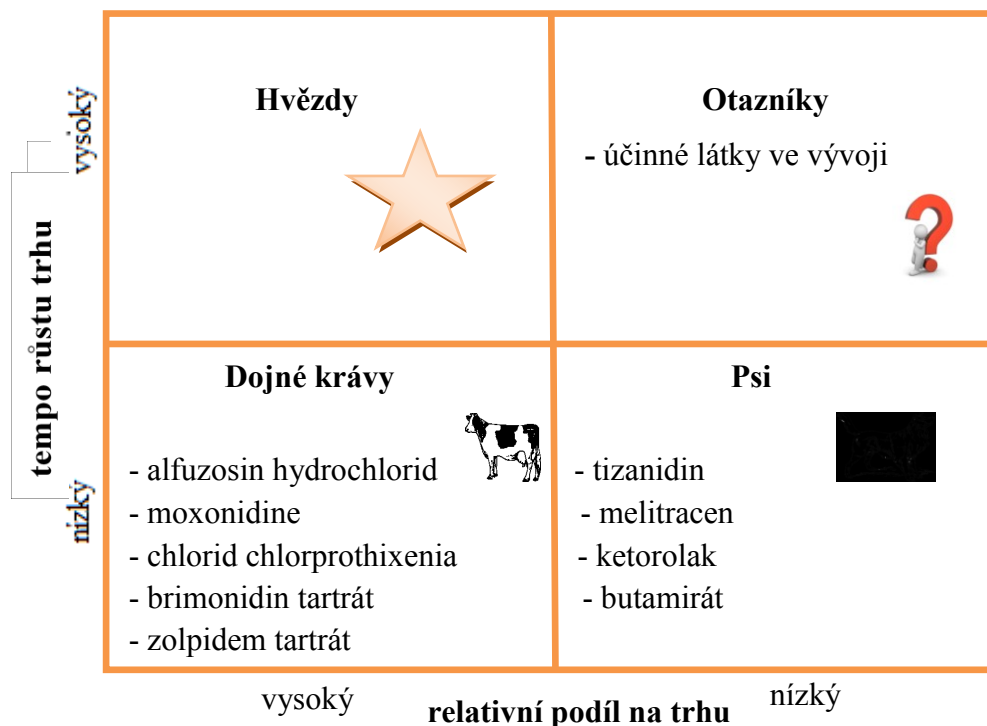 Hvězdy
Otazníky
- účinné látky ve vývoji
vysoký
tempo růstu trhu
nízký
Dojné krávy
- alfuzosin hydrochlorid
- moxonidine
- chlorid chlorprothixenia
- brimonidin tartrát
- zolpidem tartrát
Psi
- tizanidin
- melitracen
- ketorolak
- butamirát
vysoký
relativní podíl na trhu
nízký